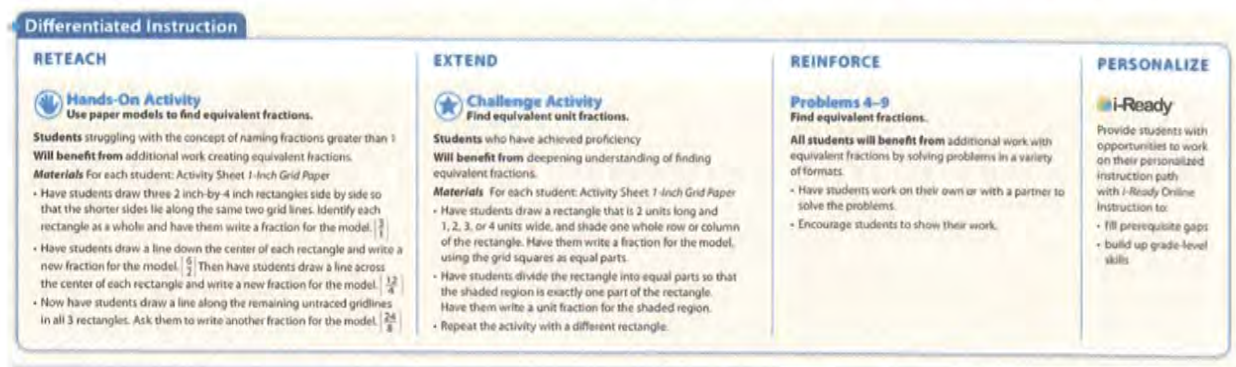 Differentiated Instruction
RETEACH
Hands-On Activity
Use paper models to find equivalent fractions.
Students struggling with the concept of naming fractions greater than 1
Will benefit from additional work creating equivalent fractions.
Materials For each student: Activity Sheet 1-Inch Grid Paper
• Have students draw three 2 inch-by-4 inch rectangles side by side so
that the shorter sides lie along the same two grid lines. Identify each
rectangle as a whole and have them write a fraction for the model. [3/1]
• Have students draw a line down the center of each rectangle and write a
new fraction for the model. [6/2] Then have students draw a line across
the center of each rectangle and write a new fraction for the model. [12/4]
• Now have students draw a line along the remaining untraced gridlines
in all 3 rectangles. Ask them to write another fraction for the model. [24/8]
EXTEND
Challenge Activity
Find equivalent unit fractions.
Students who have achieved proficiency
Will benefit from deepening understanding of finding
equivalent fractions.
Materials For each student: Activity Sheet 1-Inch Grid Paper
• Have students draw a rectangle that is 2 units long and
1, 2, 3, or 4 units wide, and shade one whole row or column
of the rectangle. Have them write a fraction for the model,
using the grid squares as equal parts.
• Have students divide the rectangle into equal parts so that
the shaded region is exactly one part of the rectangle.
Have them write a unit fraction for the shaded region.
• Repeat the activity with a different rectangle.
REINFORCE
Problems 4–9
Find equivalent fractions.
All students will benefit from additional work with
equivalent fractions by solving problems in a variety
of formats.
• Have students work on their own or with a partner to
solve the problems.
• Encourage students to show their work.
PERSONALIZE
i-Ready
Provide students with
opportunities to work
on their personalized
instruction path
with i-Ready Online
Instruction to:
• fill prerequisite gaps
• build up grade-level
skills